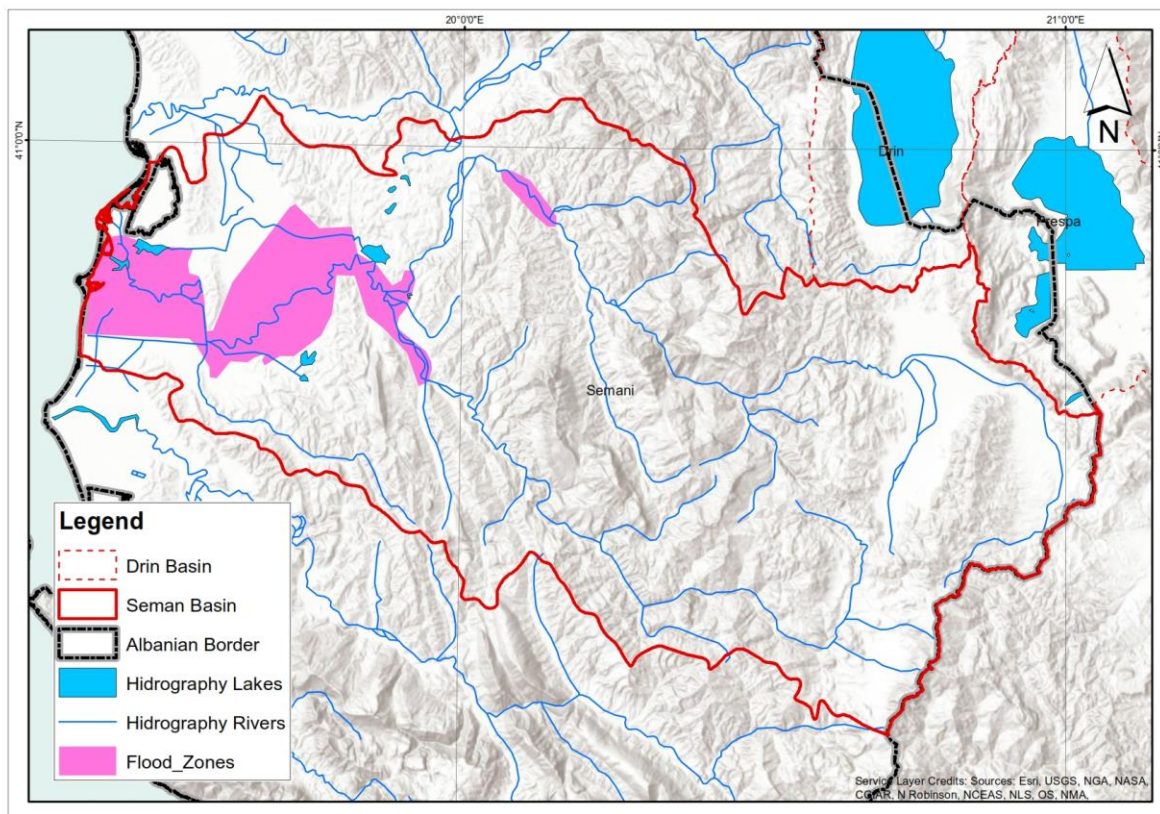 20°0'0"E
21°0'0"E
41°0'0"N
N
Drin
Prespa
Semani
Legend
Drin Basin
Seman Basin
Albanian Border
Hidrography Lakes
Hidrography Rivers
Flood_Zones
Service Layer Credits: Sources: Esri, USGS, NGA, NASA,
CGIAR, N Robinson, NCEAS, NLS, OS, NMA,